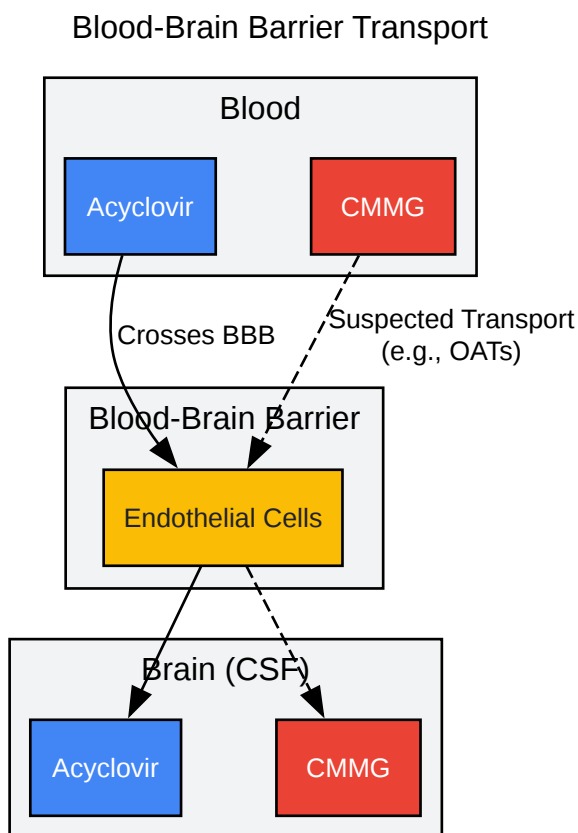 Blood-Brain Barrier Transport
Blood
Acyclovir
CMMG
Crosses BBB
Suspected Transport
(e.g., OATs)
Blood-Brain Barrier
Endothelial Cells
Brain (CSF)
Acyclovir
CMMG